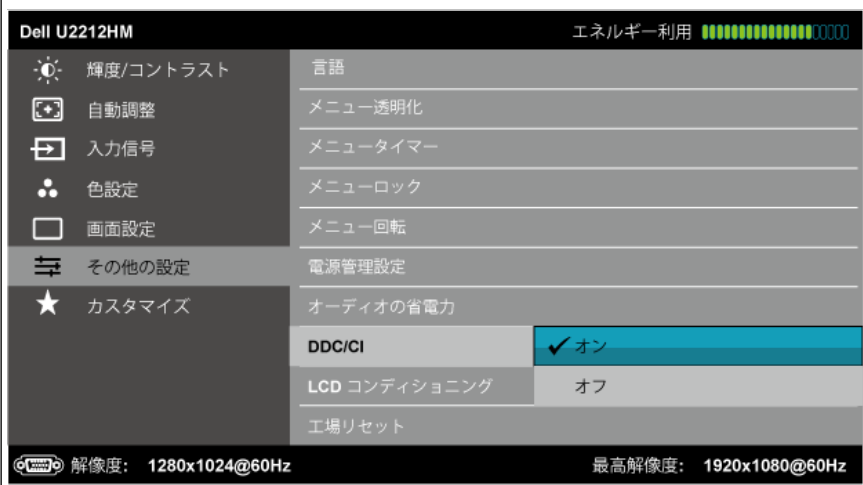 Dell U2212HM エネルギー利用
輝度/コントラスト
自動調整
入力信号
色設定
画面設定
その他の設定
カスタマイズ
言語
メニュー透明化
メニュータイマー
メニューロック
メニュー回転
電源管理設定
オーディオの省電力
DDC/CI オン
LCD コンディショニング オフ
工場リセット
解像度: 1280x1024@60Hz 最高解像度: 1920x1080@60Hz